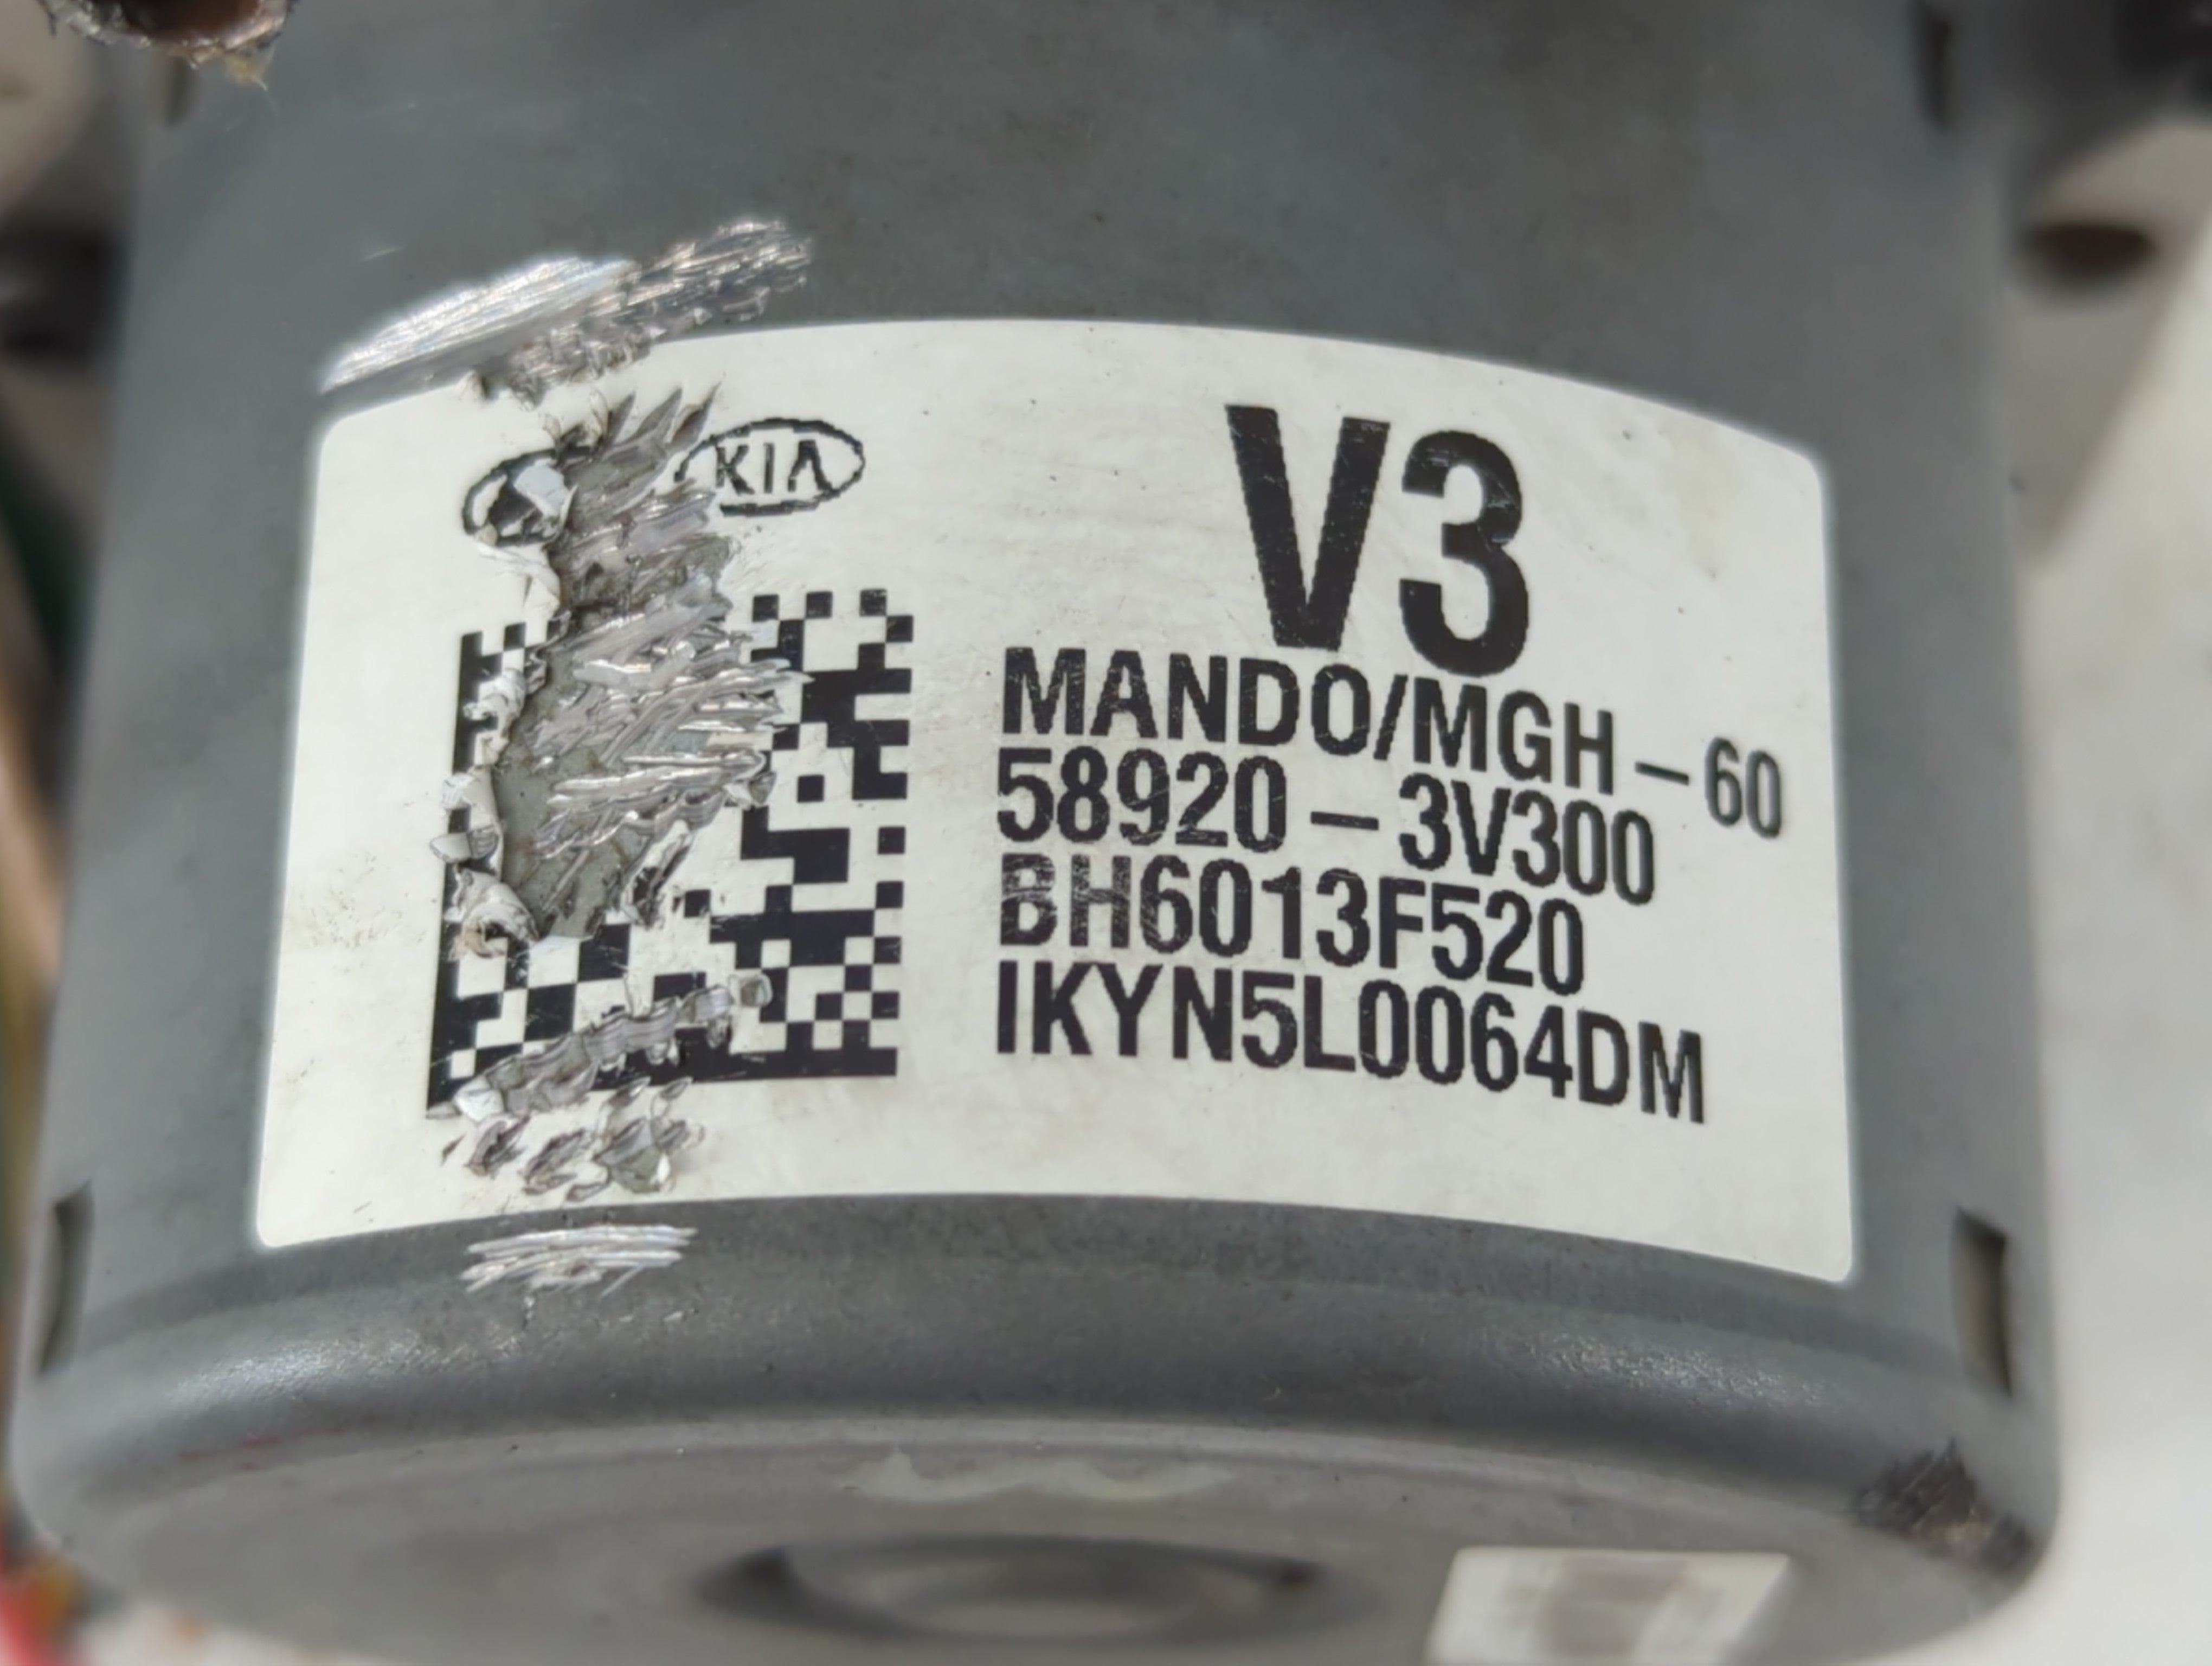 KIA
V3
MANDO/MGH-60
58920-3V300
BH6013F520
IKYN5L0064DM